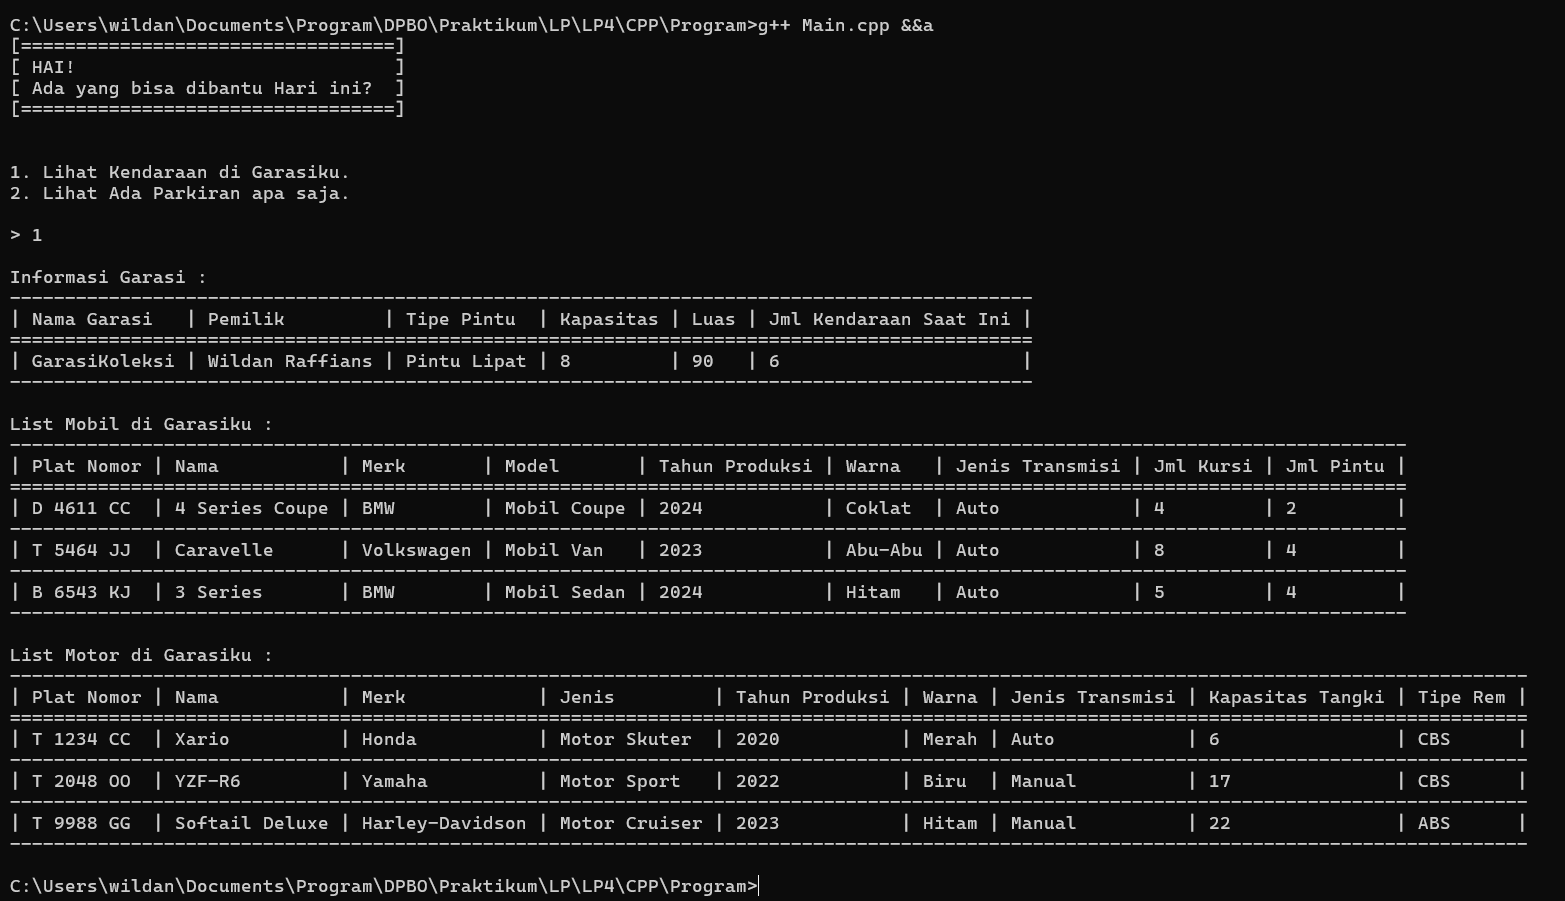 C:\Users\wildan\Documents\Program\DPBO\Praktikum\LP\LP4\CPP\Program>g++ Main.cpp &&a
[==================================]
[ HAI!                             ]
[ Ada yang bisa dibantu Hari ini?  ]
[==================================]
1. Lihat Kendaraan di Garasiku.
2. Lihat Ada Parkiran apa saja.
> 1
Informasi Garasi :
---------------------------------------------------------------------------------------------
| Nama Garasi   | Pemilik         | Tipe Pintu  | Kapasitas | Luas | Jml Kendaraan Saat Ini |
=============================================================================================
| GarasiKoleksi | Wildan Raffians | Pintu Lipat | 8         | 90   | 6                      |
---------------------------------------------------------------------------------------------
List Mobil di Garasiku :
-------------------------------------------------------------------------------------------------------------------------------
| Plat Nomor | Nama           | Merk       | Model       | Tahun Produksi | Warna   | Jenis Transmisi | Jml Kursi | Jml Pintu |
===============================================================================================================================
| D 4611 CC  | 4 Series Coupe | BMW        | Mobil Coupe | 2024           | Coklat  | Auto            | 4         | 2         |
-------------------------------------------------------------------------------------------------------------------------------
| T 5464 JJ  | Caravelle      | Volkswagen | Mobil Van   | 2023           | Abu-Abu | Auto            | 8         | 4         |
-------------------------------------------------------------------------------------------------------------------------------
| B 6543 KJ  | 3 Series       | BMW        | Mobil Sedan | 2024           | Hitam   | Auto            | 5         | 4         |
-------------------------------------------------------------------------------------------------------------------------------
List Motor di Garasiku :
------------------------------------------------------------------------------------------------------------------------------------------
| Plat Nomor | Nama           | Merk            | Jenis         | Tahun Produksi | Warna | Jenis Transmisi | Kapasitas Tangki | Tipe Rem |
==========================================================================================================================================
| T 1234 CC  | Xario          | Honda           | Motor Skuter  | 2020           | Merah | Auto            | 6                | CBS      |
------------------------------------------------------------------------------------------------------------------------------------------
| T 2048 OO  | YZF-R6         | Yamaha          | Motor Sport   | 2022           | Biru  | Manual          | 17               | CBS      |
------------------------------------------------------------------------------------------------------------------------------------------
| T 9988 GG  | Softail Deluxe | Harley-Davidson | Motor Cruiser | 2023           | Hitam | Manual          | 22               | ABS      |
------------------------------------------------------------------------------------------------------------------------------------------
C:\Users\wildan\Documents\Program\DPBO\Praktikum\LP\LP4\CPP\Program>